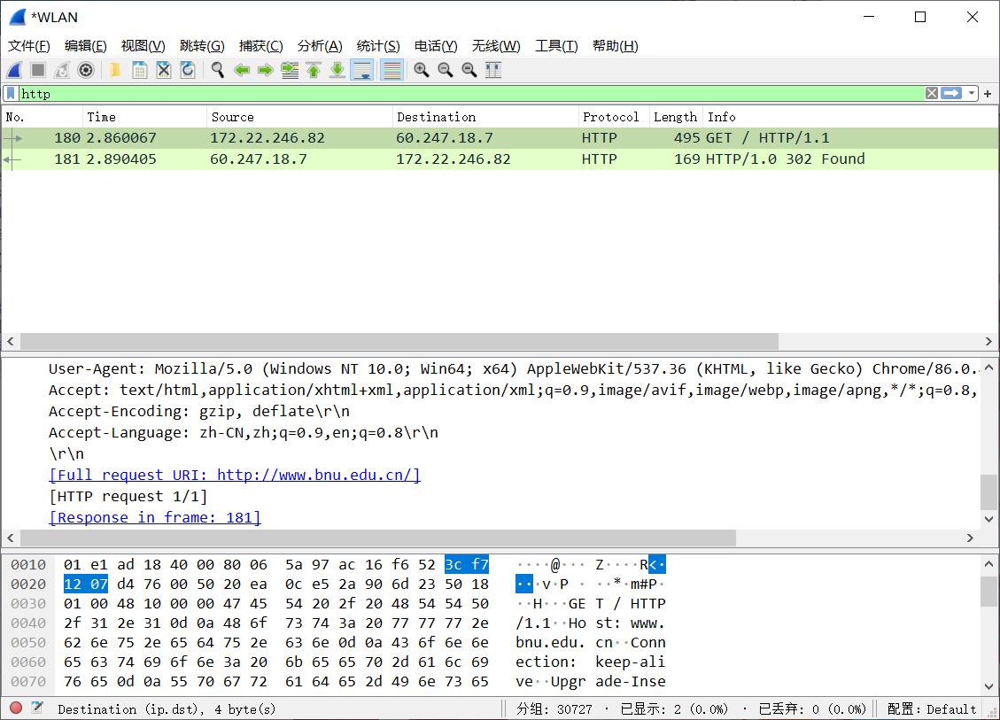 *WLAN
文件(F) 编辑(E) 视图(V) 跳转(G) 捕获(C) 分析(A) 统计(S) 电话(Y) 无线(W) 工具(T) 帮助(H)
http
No. Time Source Destination Protocol Length Info
180 2.860067 172.22.246.82 60.247.18.7 HTTP 495 GET / HTTP/1.1
181 2.890405 60.247.18.7 172.22.246.82 HTTP 169 HTTP/1.0 302 Found
User-Agent: Mozilla/5.0 (Windows NT 10.0; Win64; x64) AppleWebKit/537.36 (KHTML, like Gecko) Chrome/86.0.
Accept: text/html,application/xhtml+xml,application/xml;q=0.9,image/avif,image/webp,image/apng,*/*;q=0.8,
Accept-Encoding: gzip, deflate\r\n
Accept-Language: zh-CN,zh;q=0.9,en;q=0.8\r\n
\r\n
[Full request URI: http://www.bnu.edu.cn/]
[HTTP request 1/1]
[Response in frame: 181]
0010 01 e1 ad 18 40 00 80 06 5a 97 ac 16 f6 52 3c f7 ····@··· Z····R<·
0020 12 07 d4 76 00 50 20 ea 0c e5 2a 90 6d 23 50 18 ···v·P · ··*·m#P·
0030 01 00 48 10 00 00 47 45 54 20 2f 20 48 54 54 50 ··H···GE T / HTTP
0040 2f 31 2e 31 0d 0a 48 6f 73 74 3a 20 77 77 77 2e /1.1··Ho st: www.
0050 62 6e 75 2e 65 64 75 2e 63 6e 0d 0a 43 6f 6e 6e bnu.edu. cn··Conn
0060 65 63 74 69 6f 6e 3a 20 6b 65 65 70 2d 61 6c 69 ection: keep-ali
0070 76 65 0d 0a 55 70 67 72 61 64 65 2d 49 6e 73 65 ve··Upgr ade-Inse
Destination (ip.dst), 4 byte(s) 分组: 30727 · 已显示: 2 (0.0%) · 已丢弃: 0 (0.0%) 配置: Default